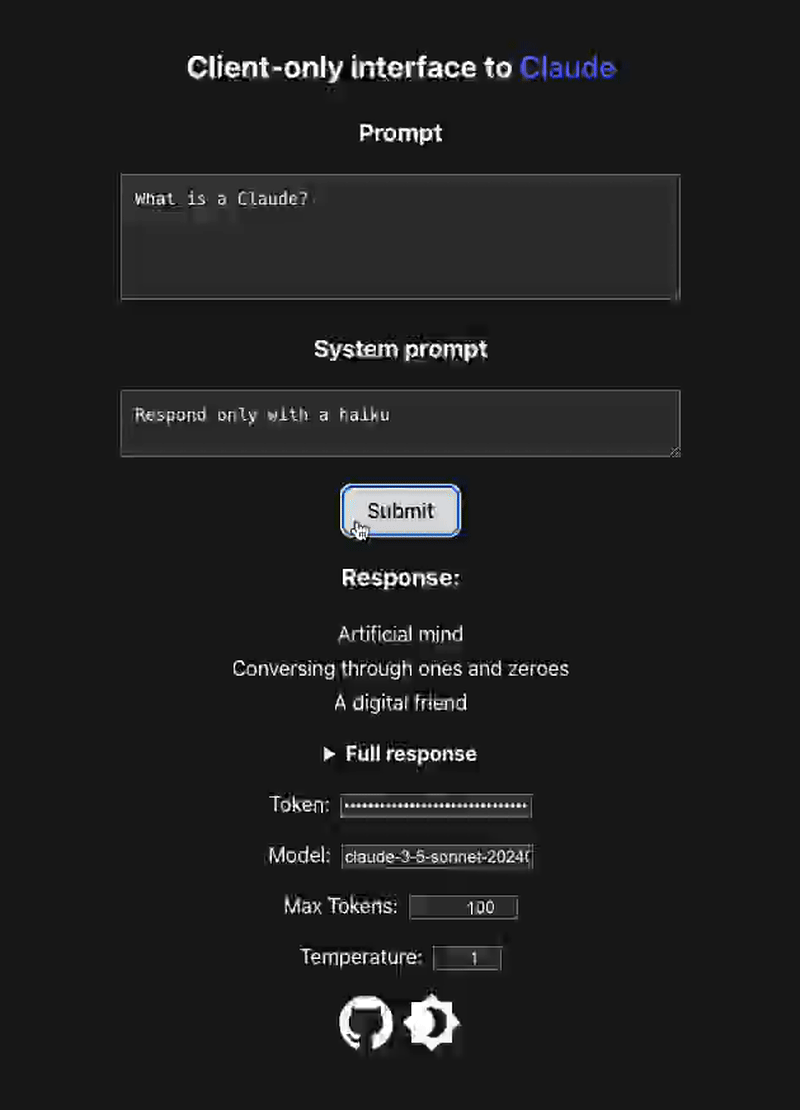 Client-only interface to Claude
Prompt
What is a Claude?
System prompt
Respond only with a haiku
Submit
Response:
Artificial mind
Conversing through ones and zeroes
A digital friend
▶ Full response
Token: ••••••••••••••••••••••••••••••••
Model: claude-3-5-sonnet-2024(
Max Tokens: 100
Temperature: 1